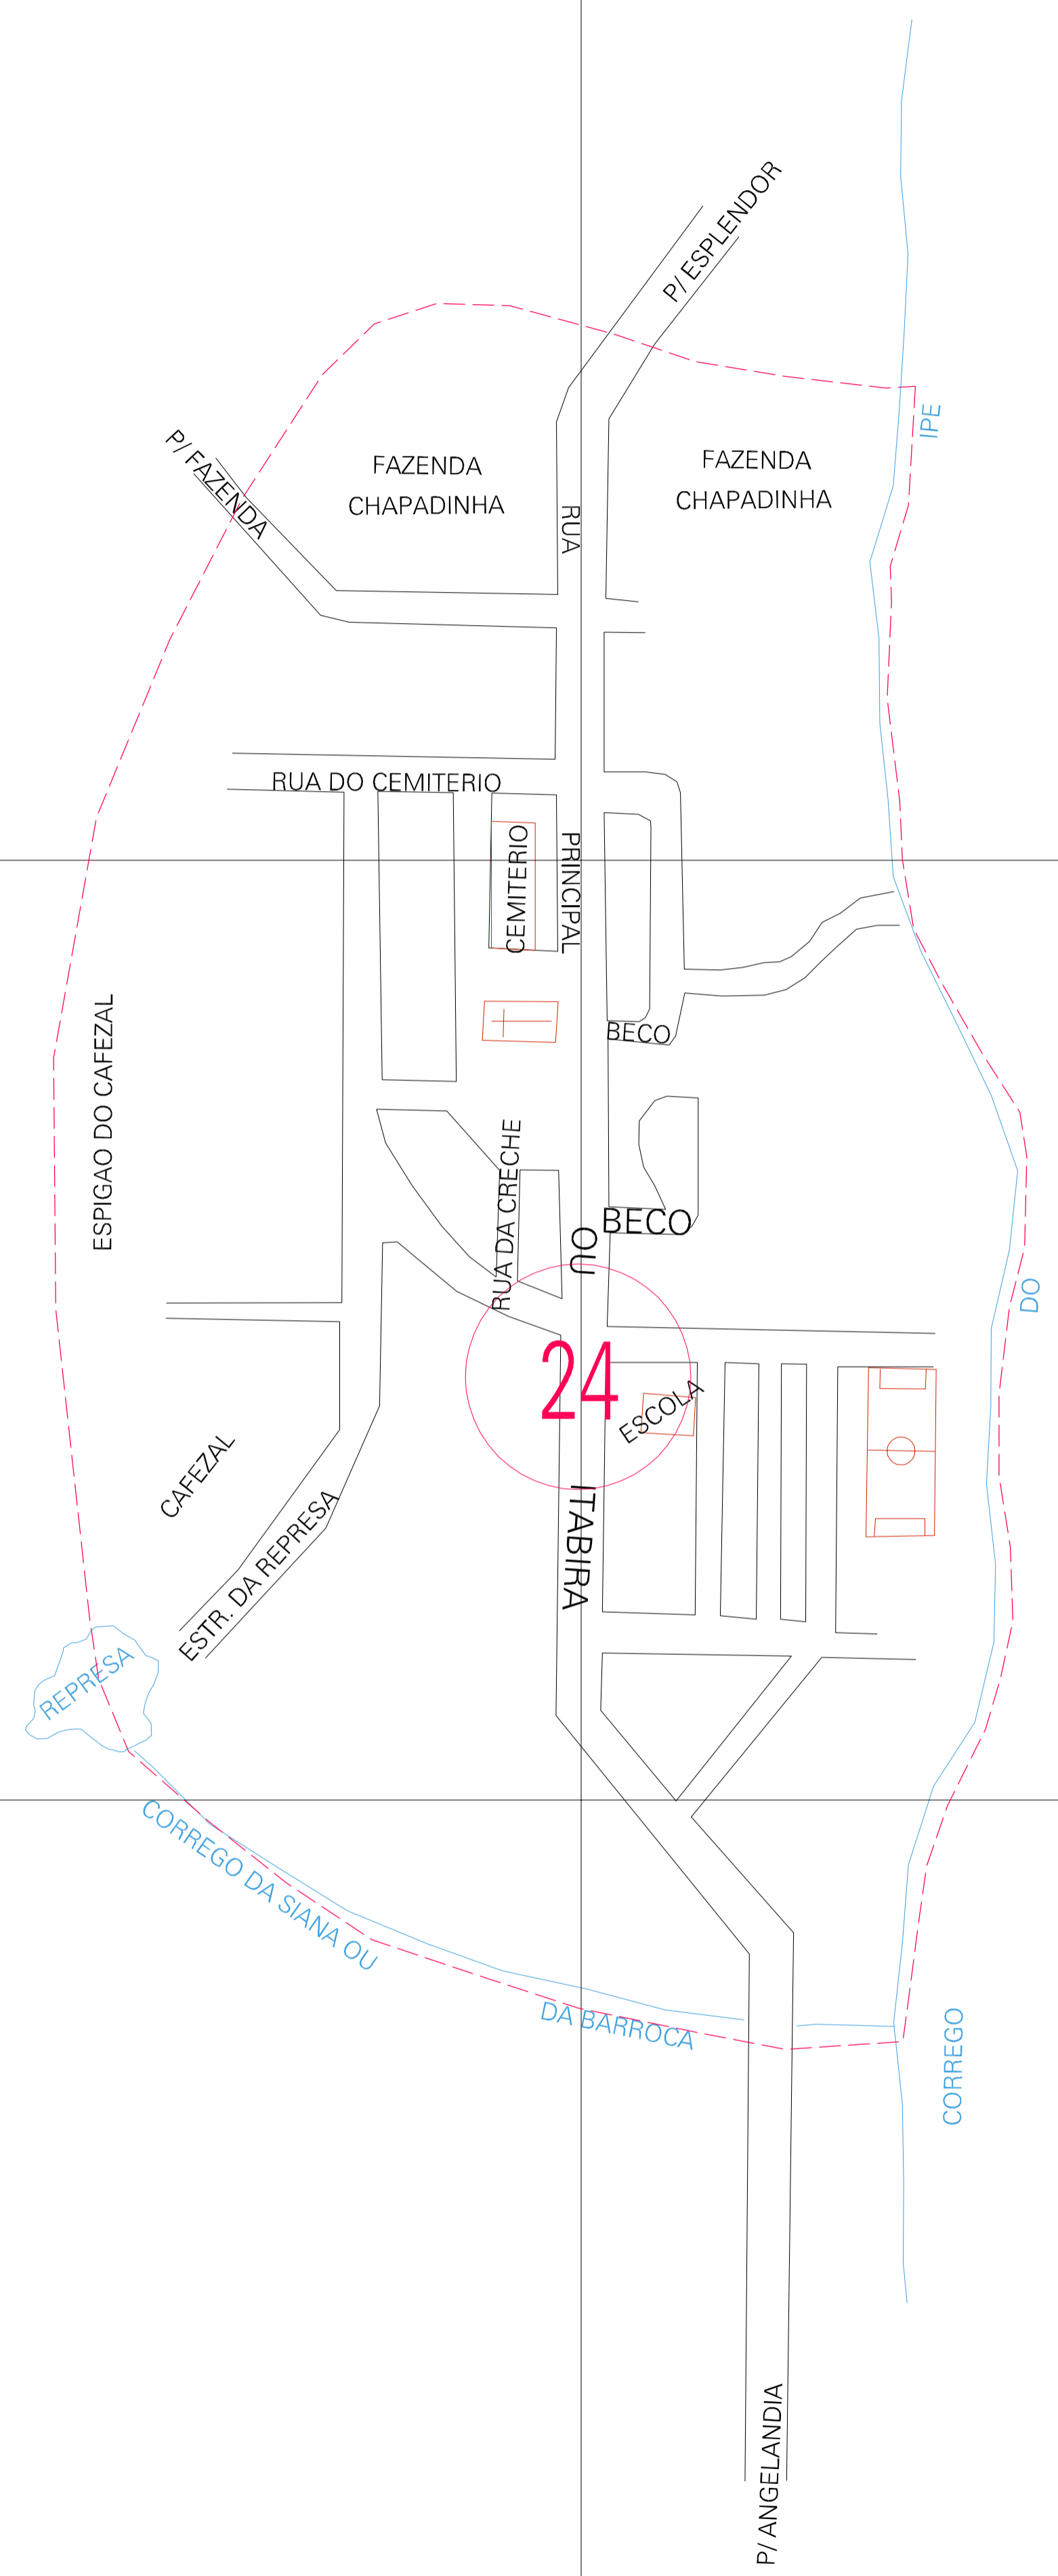 P/ ESPLENDOR
IPE
P/ FAZENDA
FAZENDA
CHAPADINHA
FAZENDA
CHAPADINHA
RUA
RUA DO CEMITERIO
CEMITERIO
PRINCIPAL
BECO
ESPIGAO DO CAFEZAL
RUA DA CRECHE
BECO
OU
DO
24
ESCOLA
CAFEZAL
ITABIRA
ESTR. DA REPRESA
REPRESA
CORREGO DA SIANA OU
DA BARROCA
CORREGO
P/ ANGELANDIA